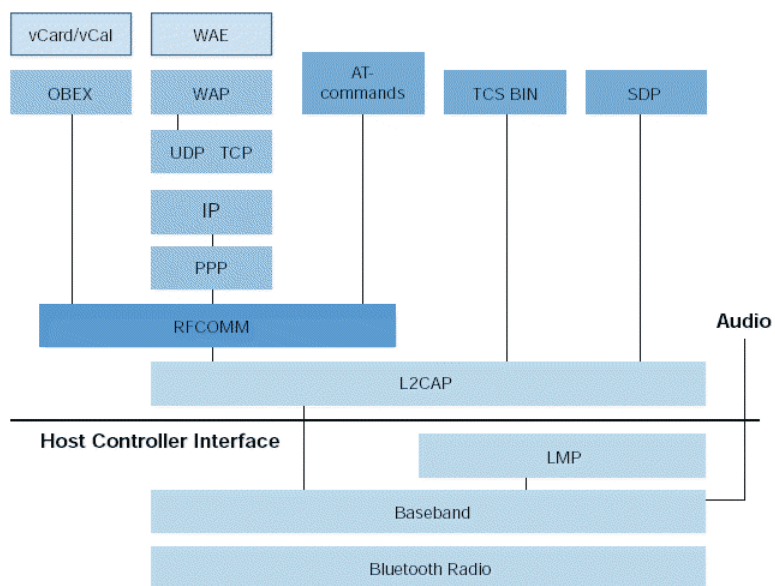 vCard/vCal
WAE
OBEX
WAP
AT-
commands
TCS BIN
SDP
UDP TCP
IP
PPP
RFCOMM
Audio
L2CAP
Host Controller Interface
LMP
Baseband
Bluetooth Radio